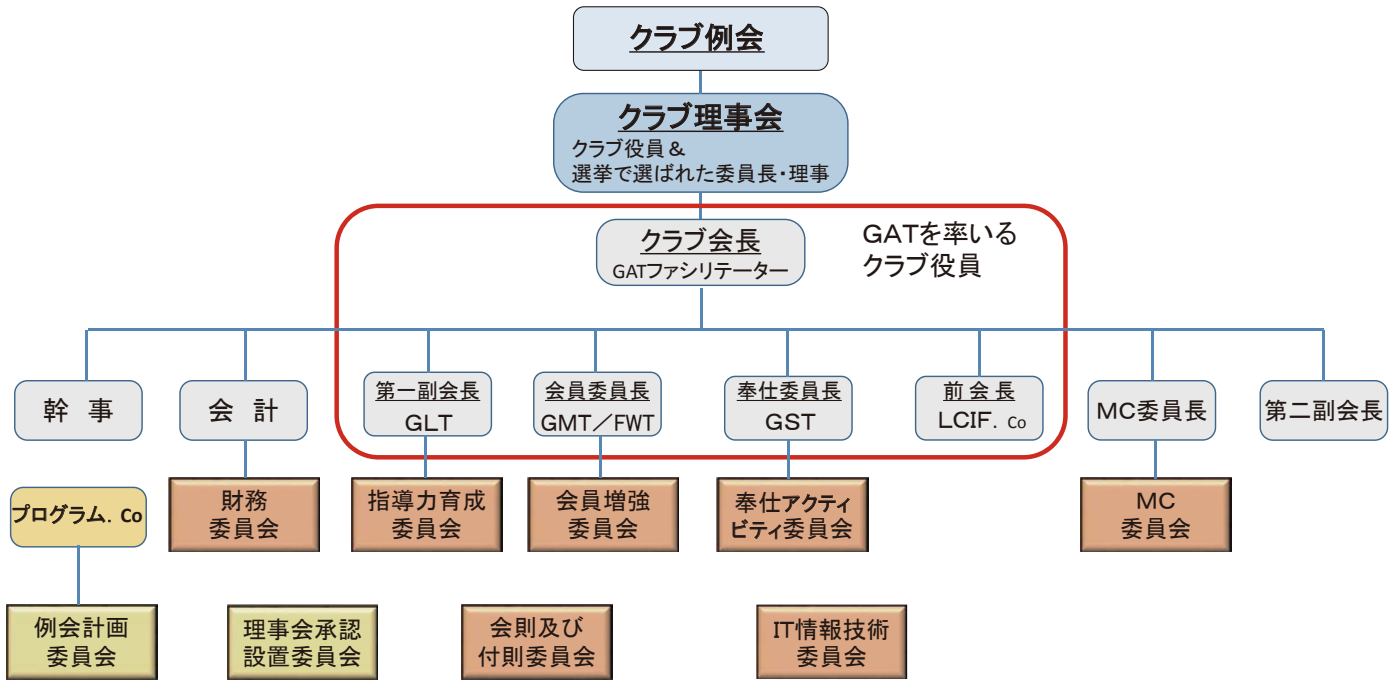 クラブ例会
クラブ理事会
クラブ役員＆
選挙で選ばれた委員長・理事
クラブ会長
GATファシリテーター
GATを率いる
クラブ役員
幹　事
会　計
第一副会長
GLT
会員委員長
GMT／FWT
奉仕委員長
GST
前 会 長
LCIF. Co
MC委員長
第二副会長
プログラム. Co
財務
委員会
指導力育成
委員会
会員増強
委員会
奉仕アクティ
ビティ委員会
MC
委員会
例会計画
委員会
理事会承認
設置委員会
会則及び
付則委員会
IT情報技術
委員会